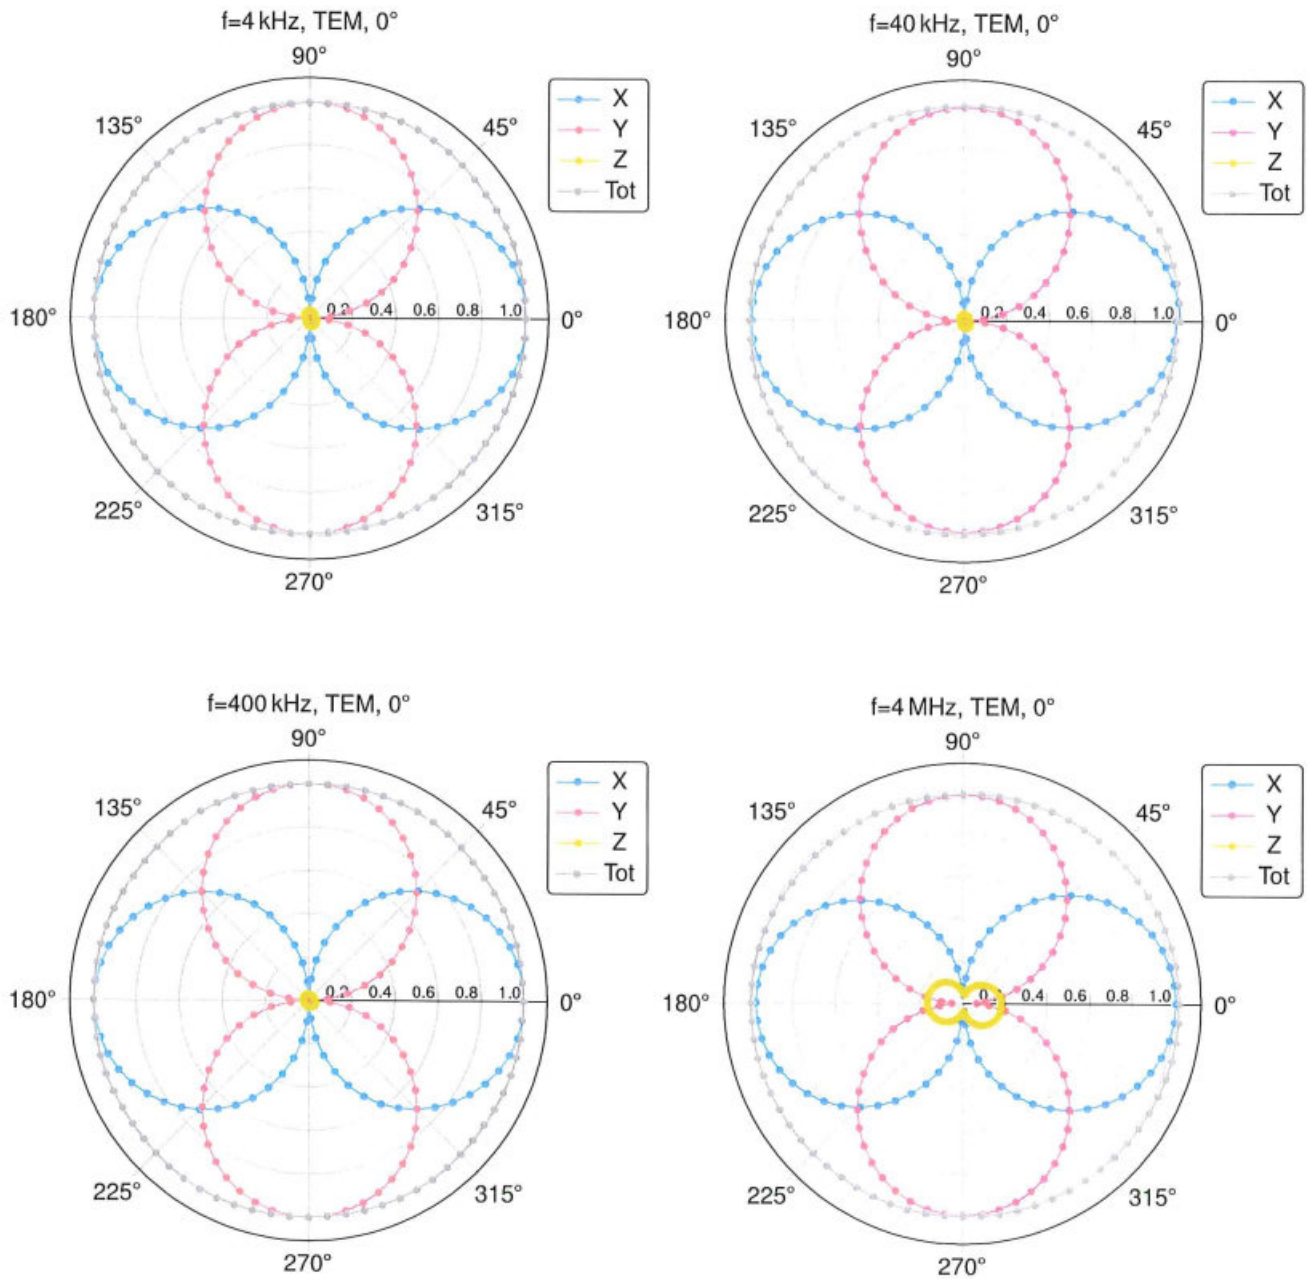 f=4 kHz, TEM, 0°
90°
135°
45°
X
Y
Z
Tot
180°
0.2 0.4 0.6 0.8 1.0
0°
225°
315°
270°
f=40 kHz, TEM, 0°
90°
135°
45°
X
Y
Z
Tot
180°
0.2 0.4 0.6 0.8 1.0
0°
225°
315°
270°
f=400 kHz, TEM, 0°
90°
135°
45°
X
Y
Z
Tot
180°
0.2 0.4 0.6 0.8 1.0
0°
225°
315°
270°
f=4 MHz, TEM, 0°
90°
135°
45°
X
Y
Z
Tot
180°
0.4 0.6 0.8 1.0
0°
225°
315°
270°